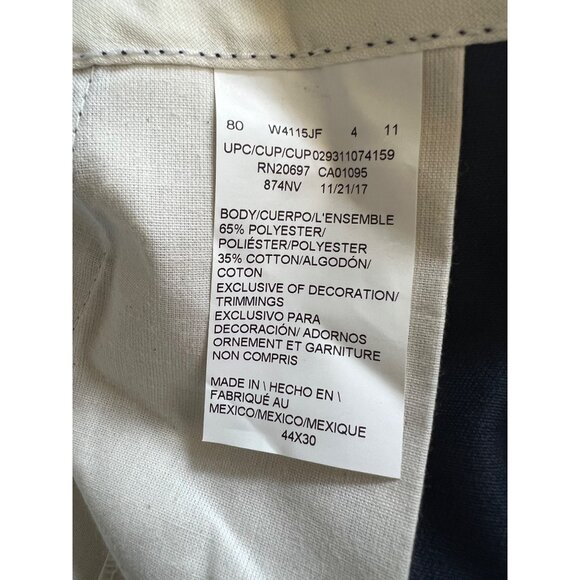 80 W4115JF 4 11
UPC/CUP/CUP029311074159
RN20697 CA01095
874NV 11/21/17
BODY/CUERPO/L'ENSEMBLE
65% POLYESTER/
POLIÉSTER/POLYESTER
35% COTTON/ALGODÓN/
COTON
EXCLUSIVE OF DECORATION/
TRIMMINGS
EXCLUSIVO PARA
DECORACIÓN/ ADORNOS
ORNEMENT ET GARNITURE
NON COMPRIS
MADE IN \ HECHO EN \
FABRIQUÉ AU
MEXICO/MEXICO/MEXIQUE
44X30